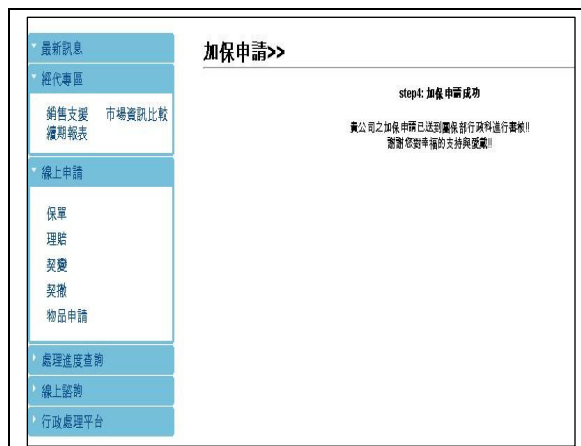 最新訊息
經代專區
銷售支援 市場資訊比較
續期報表
線上申請
保單
理賠
契變
契撤
物品申請
處理進度查詢
線上諮詢
行政處理平台
加保申請>>
step4: 加保申請成功
貴公司之加保申請已送到團保部行政科進行審核!!
謝謝您對幸福的支持與愛戴!!